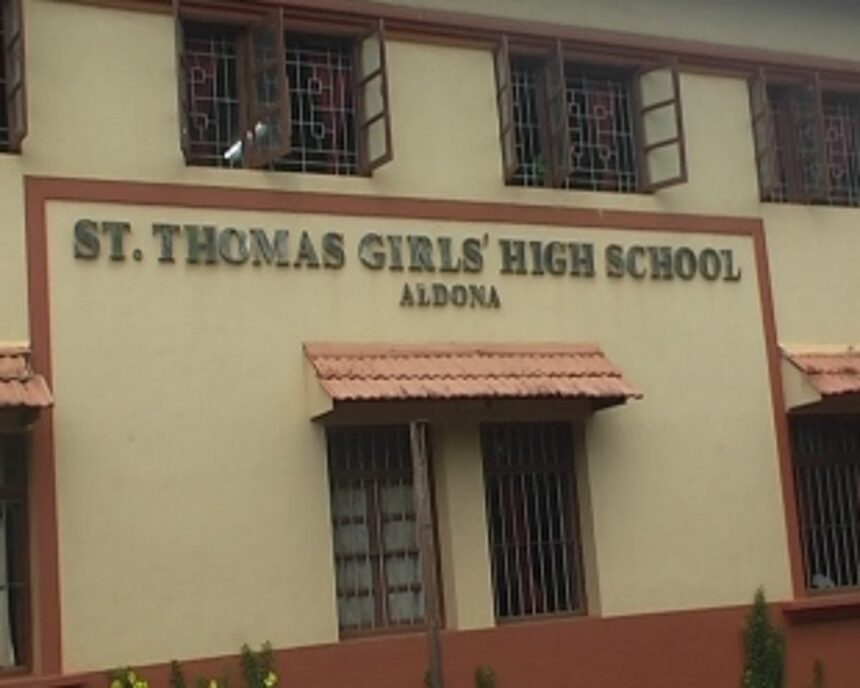 ST. THOMAS GIRLS' HIGH SCHOOL
ALDONA